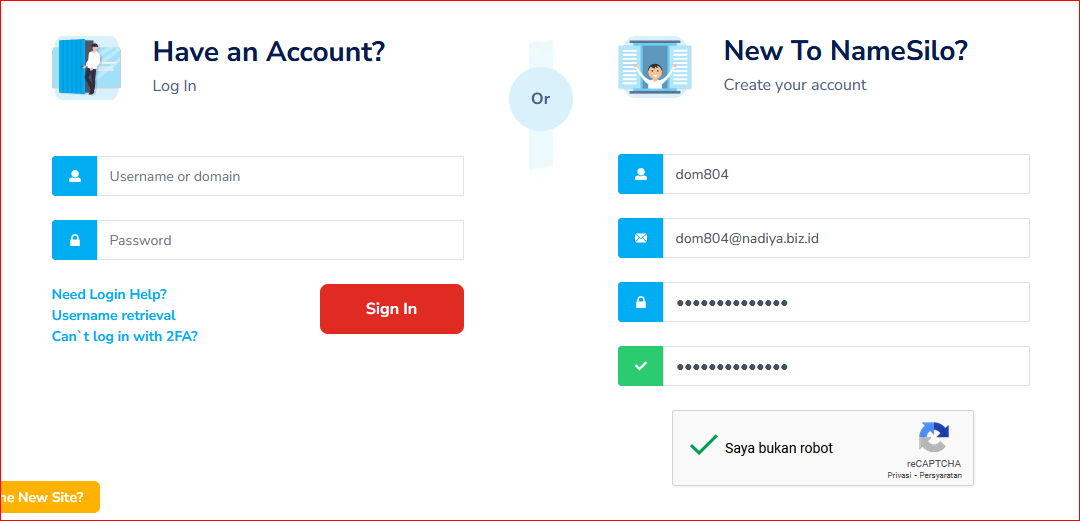 Have an Account?
Log In
Username or domain
Password
Need Login Help?
Username retrieval
Can`t log in with 2FA?
Sign In
Or
New To NameSilo?
Create your account
dom804
dom804@nadiya.biz.id
••••••••••••••
••••••••••••••
Saya bukan robot
reCAPTCHA
Privasi - Persyaratan
New Site?